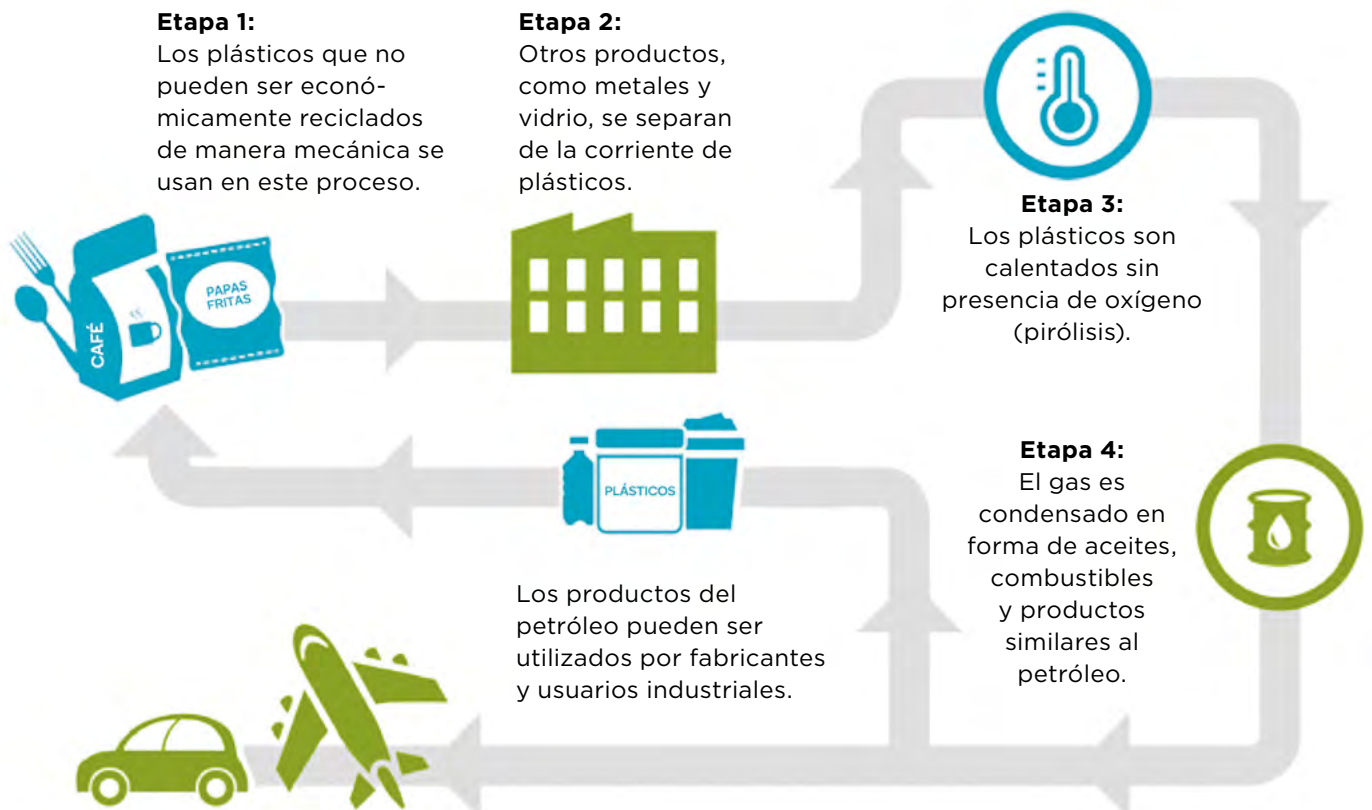 Etapa 1:
Los plásticos que no
pueden ser econó-
micamente reciclados
de manera mecánica se
usan en este proceso.
Etapa 2:
Otros productos,
como metales y
vidrio, se separan
de la corriente de
plásticos.
Etapa 3:
Los plásticos son
calentados sin
presencia de oxígeno
(pirólisis).
CAFÉ
PAPAS
FRITAS
Etapa 4:
El gas es
condensado en
forma de aceites,
combustibles
y productos
similares al
petróleo.
PLÁSTICOS
Los productos del
petróleo pueden ser
utilizados por fabricantes
y usuarios industriales.